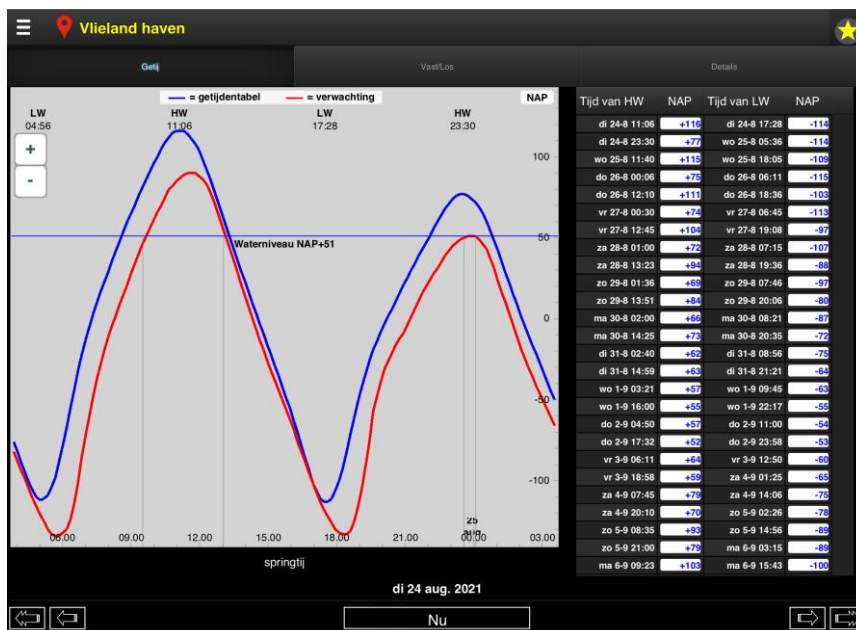 Vlieland haven
Getij Vast/Los Details
= getijdentabel = verwachting NAP
LW HW LW HW
04:56 11:06 17:28 23:30
+
-
100
Waterniveau NAP+51
50
0
-50
-100
25
aug.
06.00 09.00 12.00 15.00 18.00 21.00 00:00 03.00
springtij
Tijd van HW NAP Tijd van LW NAP
di 24-8 11:06 +116 di 24-8 17:28 -114
di 24-8 23:30 +77 wo 25-8 05:36 -114
wo 25-8 11:40 +115 wo 25-8 18:05 -109
do 26-8 00:06 +75 do 26-8 06:11 -115
do 26-8 12:10 +111 do 26-8 18:36 -103
vr 27-8 00:30 +74 vr 27-8 06:45 -113
vr 27-8 12:45 +104 vr 27-8 19:08 -97
za 28-8 01:00 +72 za 28-8 07:15 -107
za 28-8 13:23 +94 za 28-8 19:36 -88
zo 29-8 01:36 +69 zo 29-8 07:46 -97
zo 29-8 13:51 +84 zo 29-8 20:06 -80
ma 30-8 02:00 +66 ma 30-8 08:21 -87
ma 30-8 14:25 +73 ma 30-8 20:35 -72
di 31-8 02:40 +62 di 31-8 08:56 -75
di 31-8 14:59 +63 di 31-8 21:21 -64
wo 1-9 03:21 +57 wo 1-9 09:45 -63
wo 1-9 16:00 +55 wo 1-9 22:17 -55
do 2-9 04:50 +57 do 2-9 11:00 -54
do 2-9 17:32 +52 do 2-9 23:58 -53
vr 3-9 06:11 +64 vr 3-9 12:50 -60
vr 3-9 18:58 +59 za 4-9 01:25 -65
za 4-9 07:45 +79 za 4-9 14:06 -75
za 4-9 20:10 +70 zo 5-9 02:26 -78
zo 5-9 08:35 +93 zo 5-9 14:56 -89
zo 5-9 21:00 +79 ma 6-9 03:15 -89
ma 6-9 09:23 +103 ma 6-9 15:43 -100
di 24 aug. 2021
Nu